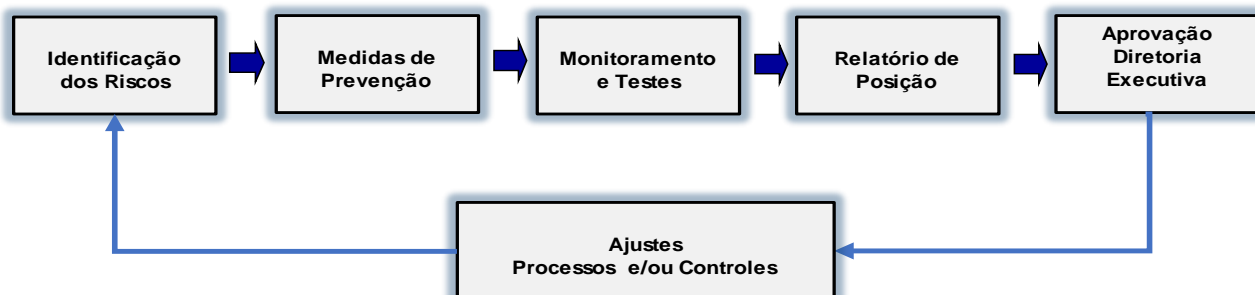 Identificação
dos Riscos
Medidas de
Prevenção
Monitoramento
e Testes
Relatório de
Posição
Aprovação
Diretoria
Executiva
Ajustes
Processos e/ou Controles